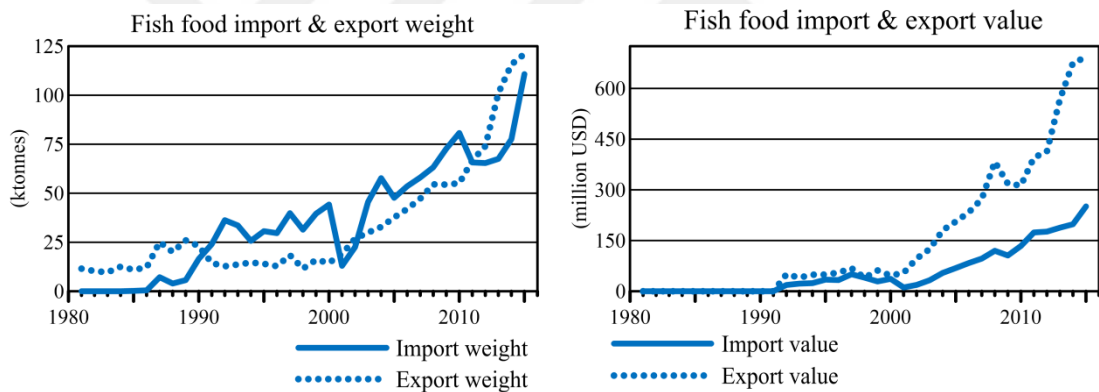 Fish food import & export weight
125
100
75
50
25
0
(ktonnes)
1980 1990 2000 2010
Import weight
Export weight
Fish food import & export value
600
450
300
150
0
(million USD)
1980 1990 2000 2010
Import value
Export value